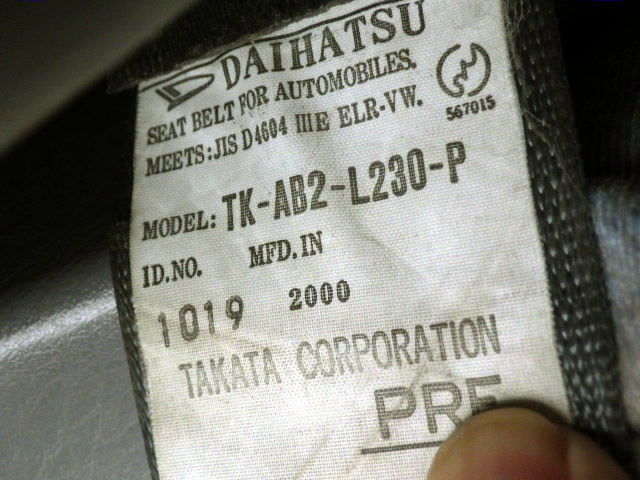 DAIHATSU
SEAT BELT FOR AUTOMOBILES.
567015
MEETS:JIS D4604 IIIE ELR-VW.
MODEL: TK-AB2-L230-P
ID.NO. MFD.IN
1019 2000
TAKATA CORPORATION
PRE